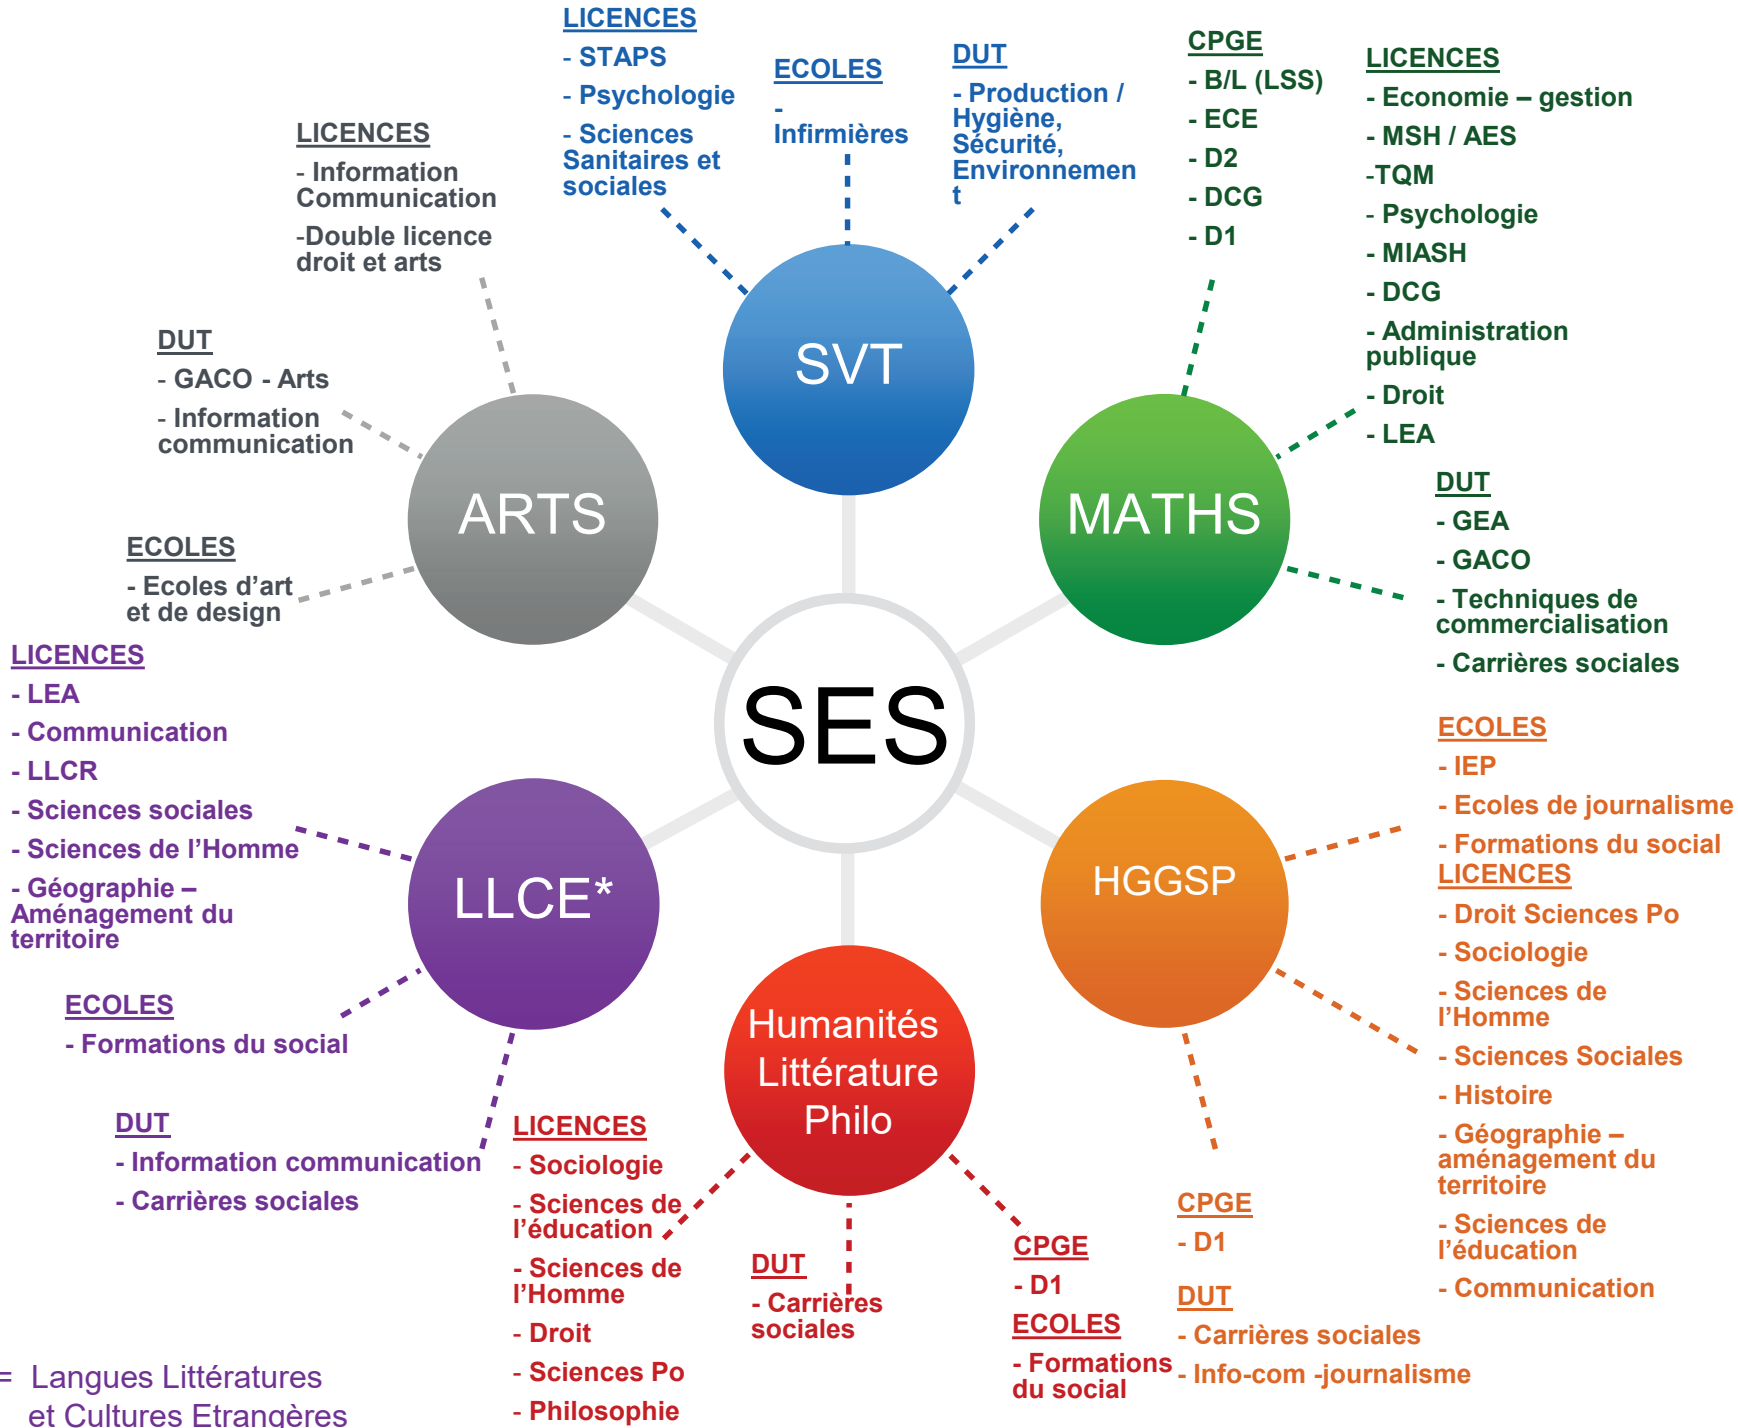 LICENCES
- STAPS
- Psychologie
- Sciences
Sanitaires et
sociales
ECOLES
-
Infirmières
DUT
- Production /
Hygiène,
Sécurité,
Environnemen
t
CPGE
- B/L (LSS)
- ECE
- D2
- DCG
- D1
LICENCES
- Economie – gestion
- MSH / AES
-TQM
- Psychologie
- MIASH
- DCG
- Administration
publique
- Droit
- LEA
DUT
- GEA
- GACO
- Techniques de
commercialisation
- Carrières sociales
LICENCES
- Information
Communication
-Double licence
droit et arts
DUT
- GACO - Arts
- Information
communication
ECOLES
- Ecoles d’art
et de design
SVT
ARTS
MATHS
SES
LLCE*
HGGSP
Humanités
Littérature
Philo
LICENCES
- LEA
- Communication
- LLCR
- Sciences sociales
- Sciences de l’Homme
- Géographie –
Aménagement du
territoire
ECOLES
- Formations du social
DUT
- Information communication
- Carrières sociales
LICENCES
- Sociologie
- Sciences de
l’éducation
- Sciences de
l’Homme
- Droit
- Sciences Po
- Philosophie
DUT
- Carrières
sociales
CPGE
- D1
ECOLES
- Formations
du social
ECOLES
- IEP
- Ecoles de journalisme
- Formations du social
LICENCES
- Droit Sciences Po
- Sociologie
- Sciences de
l’Homme
- Sciences Sociales
- Histoire
- Géographie –
aménagement du
territoire
- Sciences de
l’éducation
- Communication
CPGE
- D1
DUT
- Carrières sociales
- Info-com -journalisme
= Langues Littératures
et Cultures Etrangères